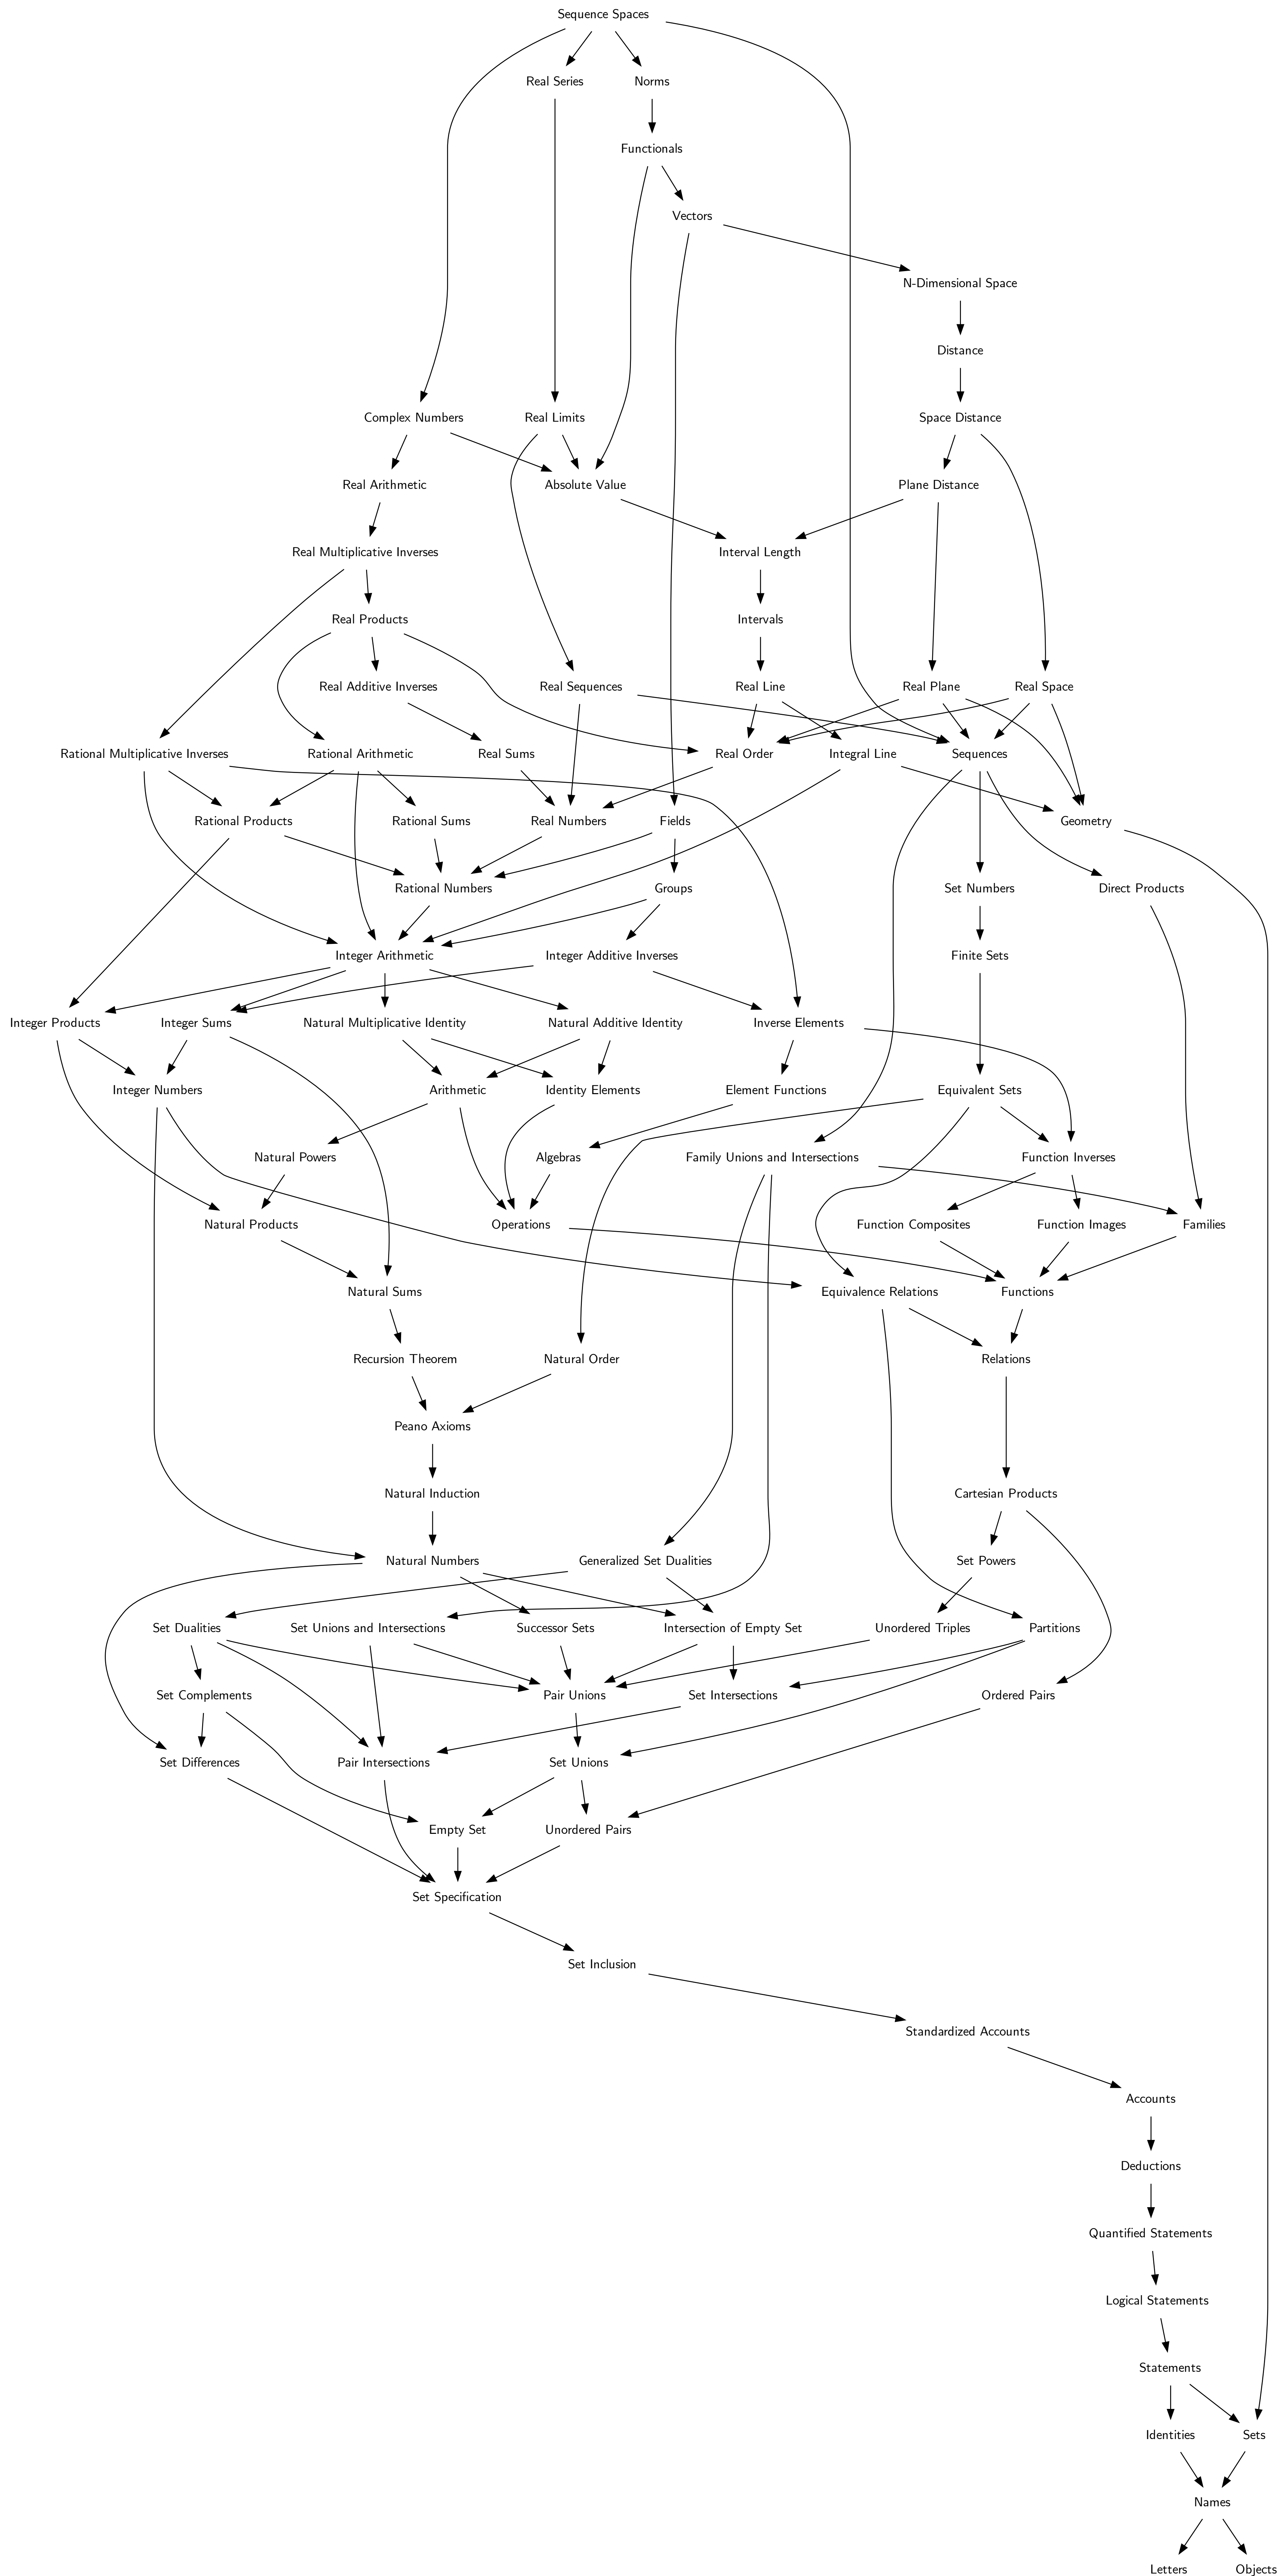 Sequence Spaces
Real Series
Norms
Functionals
Vectors
N-Dimensional Space
Distance
Complex Numbers
Real Limits
Space Distance
Real Arithmetic
Absolute Value
Plane Distance
Real Multiplicative Inverses
Interval Length
Real Products
Intervals
Real Additive Inverses
Real Sequences
Real Line
Real Plane
Real Space
Rational Multiplicative Inverses
Rational Arithmetic
Real Sums
Real Order
Integral Line
Sequences
Rational Products
Rational Sums
Real Numbers
Fields
Geometry
Rational Numbers
Groups
Set Numbers
Direct Products
Integer Arithmetic
Integer Additive Inverses
Finite Sets
Integer Products
Integer Sums
Natural Multiplicative Identity
Natural Additive Identity
Inverse Elements
Integer Numbers
Arithmetic
Identity Elements
Element Functions
Equivalent Sets
Natural Powers
Algebras
Family Unions and Intersections
Function Inverses
Natural Products
Operations
Function Composites
Function Images
Families
Natural Sums
Equivalence Relations
Functions
Recursion Theorem
Natural Order
Relations
Peano Axioms
Natural Induction
Cartesian Products
Natural Numbers
Generalized Set Dualities
Set Powers
Set Dualities
Set Unions and Intersections
Successor Sets
Intersection of Empty Set
Unordered Triples
Partitions
Set Complements
Pair Unions
Set Intersections
Ordered Pairs
Set Differences
Pair Intersections
Set Unions
Empty Set
Unordered Pairs
Set Specification
Set Inclusion
Standardized Accounts
Accounts
Deductions
Quantified Statements
Logical Statements
Statements
Identities
Sets
Names
Letters
Objects